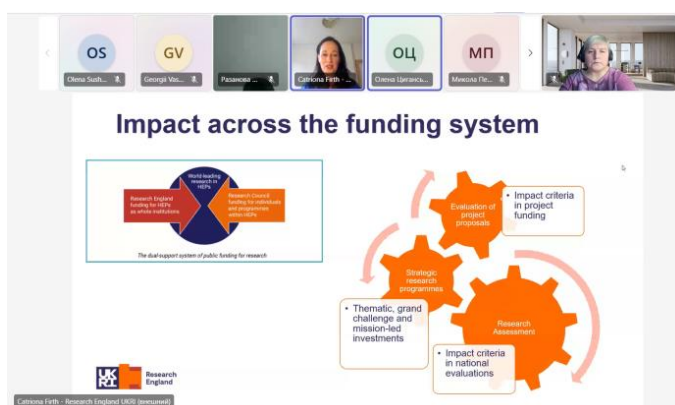 OS
GV
ОЦ
МП
Olena Sush...
Georgii Vas...
Разанова ...
Catriona Firth - ...
Олена Цигансь...
Микола Пе...
Impact across the funding system
World-leading
research in
HEPs
Research England
funding for HEPs
as whole institutions
Research Council
funding for individuals
and programmes
within HEPs
The dual-support system of public funding for research
Evaluation of
project
proposals
• Impact criteria
in project
funding
Strategic
research
programmes
• Thematic, grand
challenge and
mission-led
investments
Research
Assessment
• Impact criteria
in national
evaluations
UK
RI
Research
England
Catriona Firth - Research England UKRI (внешний)